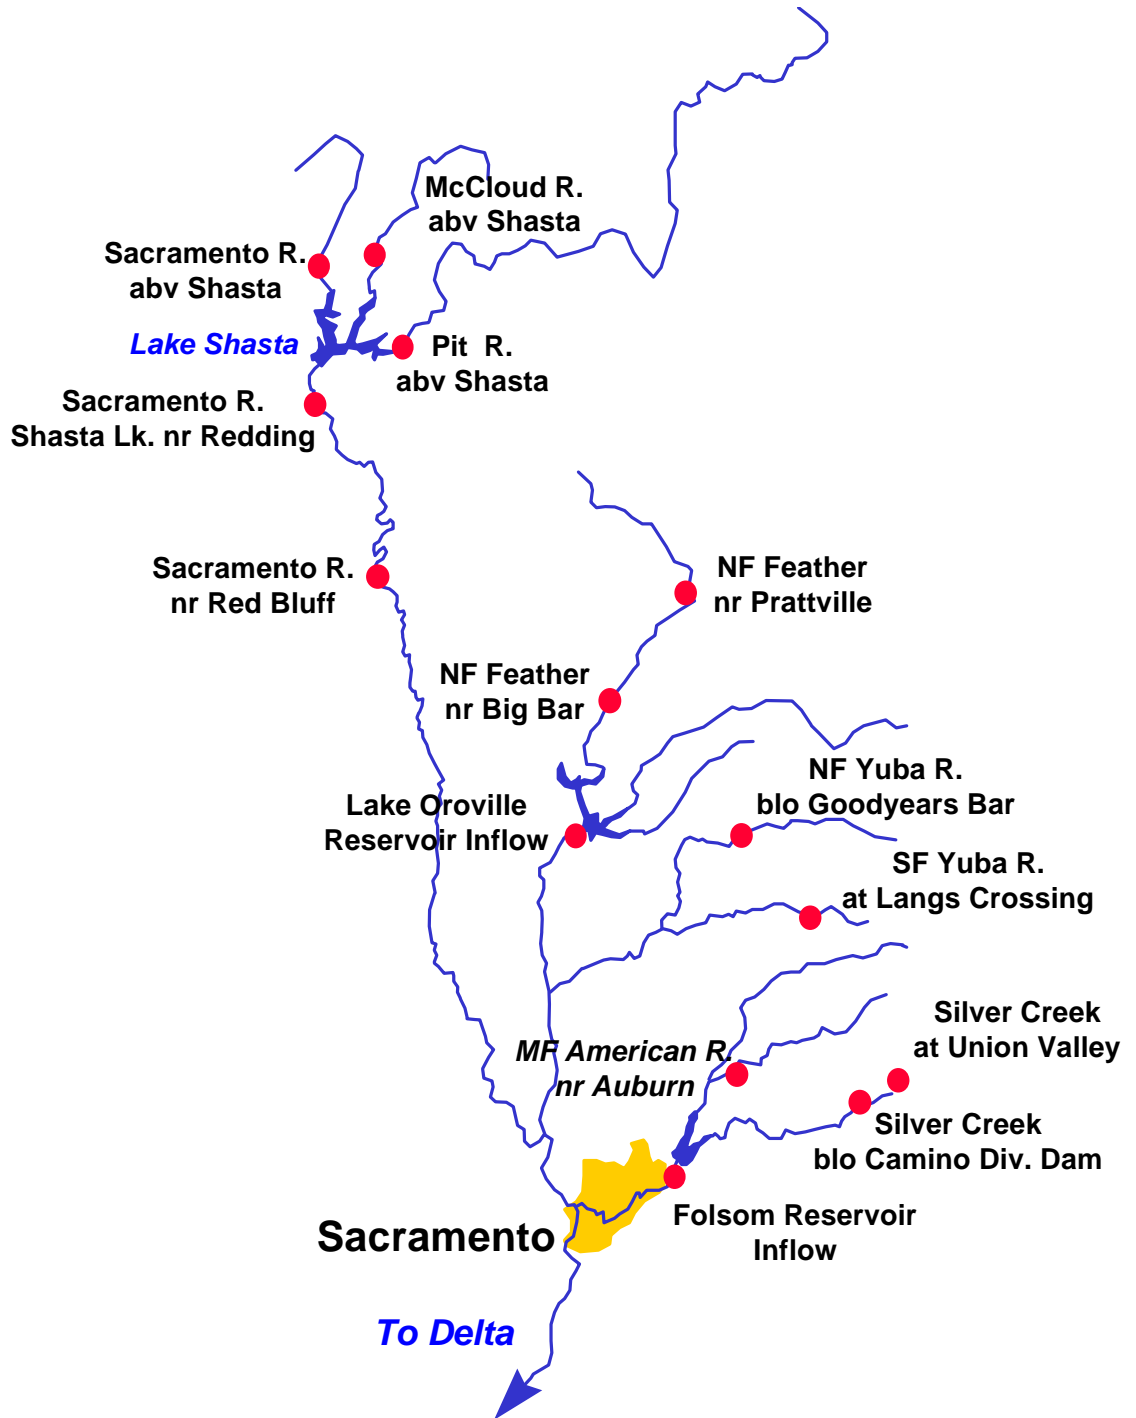 McCloud R.
abv Shasta
Sacramento R.
abv Shasta
Lake Shasta
Pit R.
abv Shasta
Sacramento R.
Shasta Lk. nr Redding
Sacramento R.
nr Red Bluff
NF Feather
nr Prattville
NF Feather
nr Big Bar
NF Yuba R.
blo Goodyears Bar
Lake Oroville
Reservoir Inflow
SF Yuba R.
at Langs Crossing
Silver Creek
at Union Valley
MF American R.
nr Auburn
Silver Creek
blo Camino Div. Dam
Folsom Reservoir
Inflow
Sacramento
To Delta